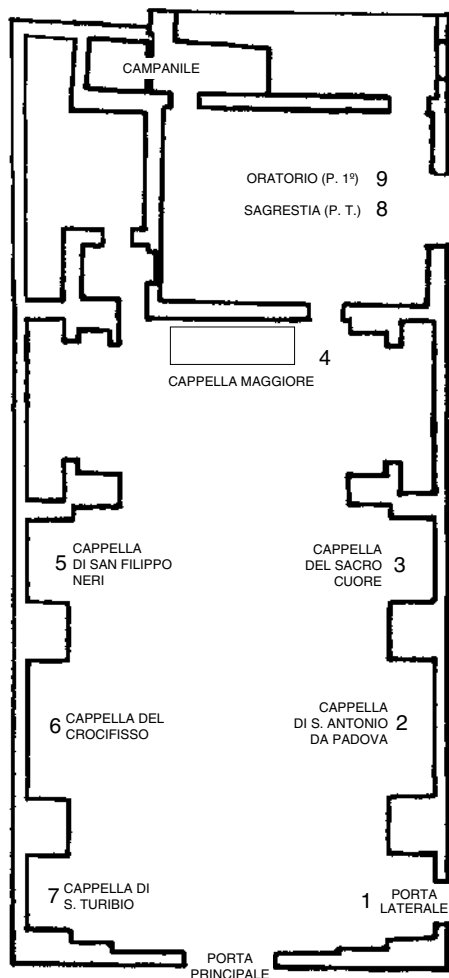 CAMPANILE
ORATORIO (P. 1º) 9
SAGRESTIA (P. T.) 8
4
CAPPELLA MAGGIORE
5 CAPPELLA
DI SAN FILIPPO
NERI
CAPPELLA
DEL SACRO 3
CUORE
6 CAPPELLA DEL
CROCIFISSO
CAPPELLA
DI S. ANTONIO 2
DA PADOVA
7 CAPPELLA DI
S. TURIBIO
1 PORTA
LATERALE
PORTA
PRINCIPALE